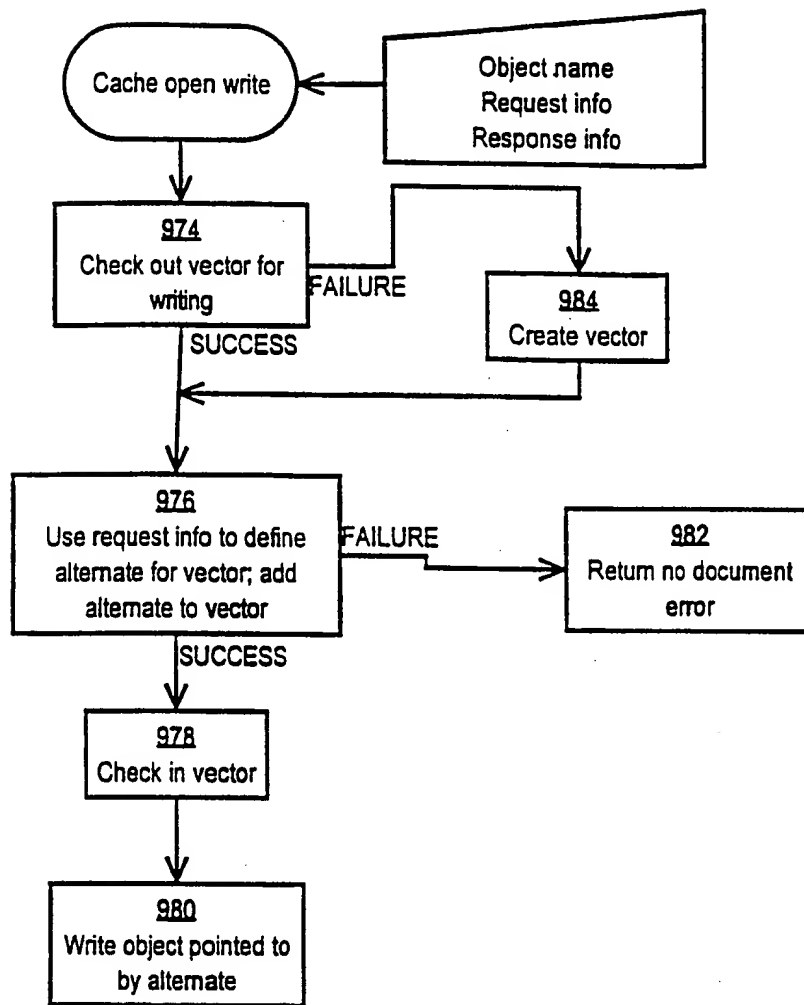 Cache open write
Object name
Request info
Response info
974
Check out vector for
writing
FAILURE
984
Create vector
SUCCESS
976
Use request info to define
alternate for vector; add
alternate to vector
FAILURE
982
Return no document
error
SUCCESS
978
Check in vector
980
Write object pointed to
by alternate